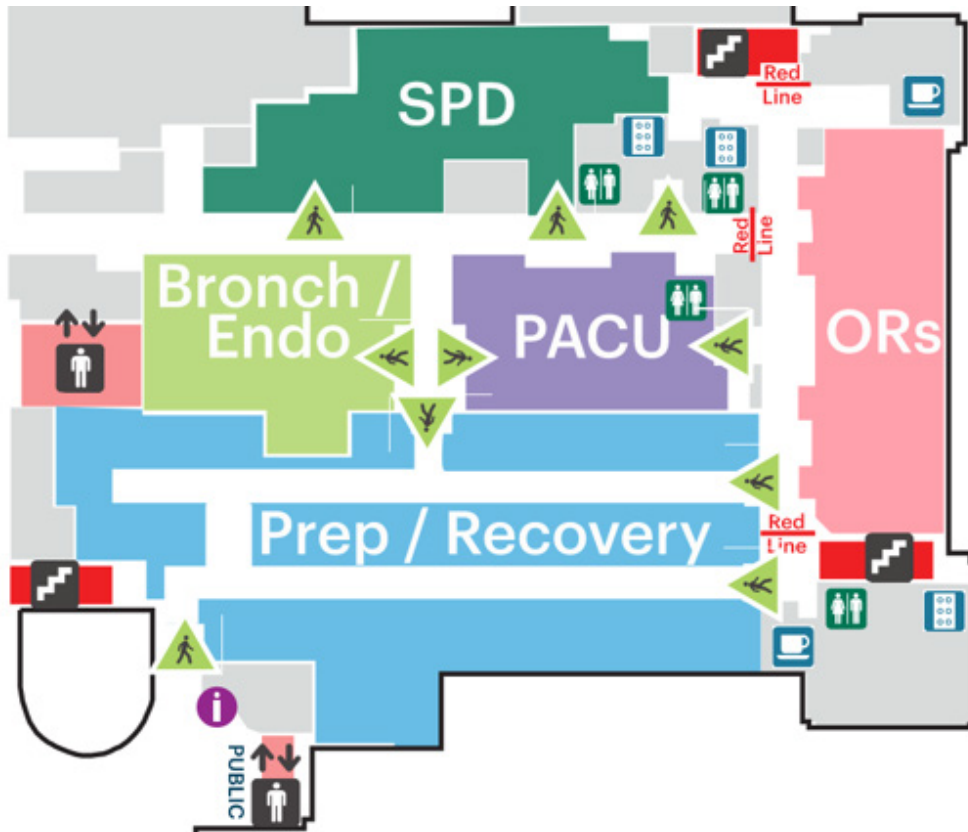 SPD
Red
Line
Red
Line
Bronch /
Endo
PACU
ORs
Prep / Recovery
Red
Line
i
PUBLIC